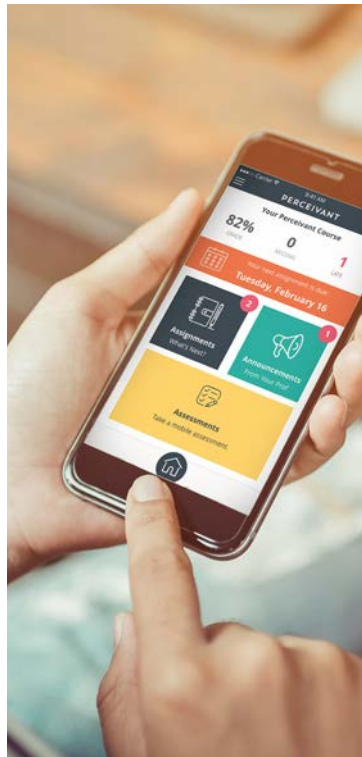 Carrier
9:41 AM
PERCEIVANT
Your Perceivant Course
82%
GRADE
0
MISSING
1
LATE
Your next assignment is due
Tuesday, February 16
2
Assignments
What's Next?
1
Announcements
From Your Prof
Assessments
Take a mobile assessment.